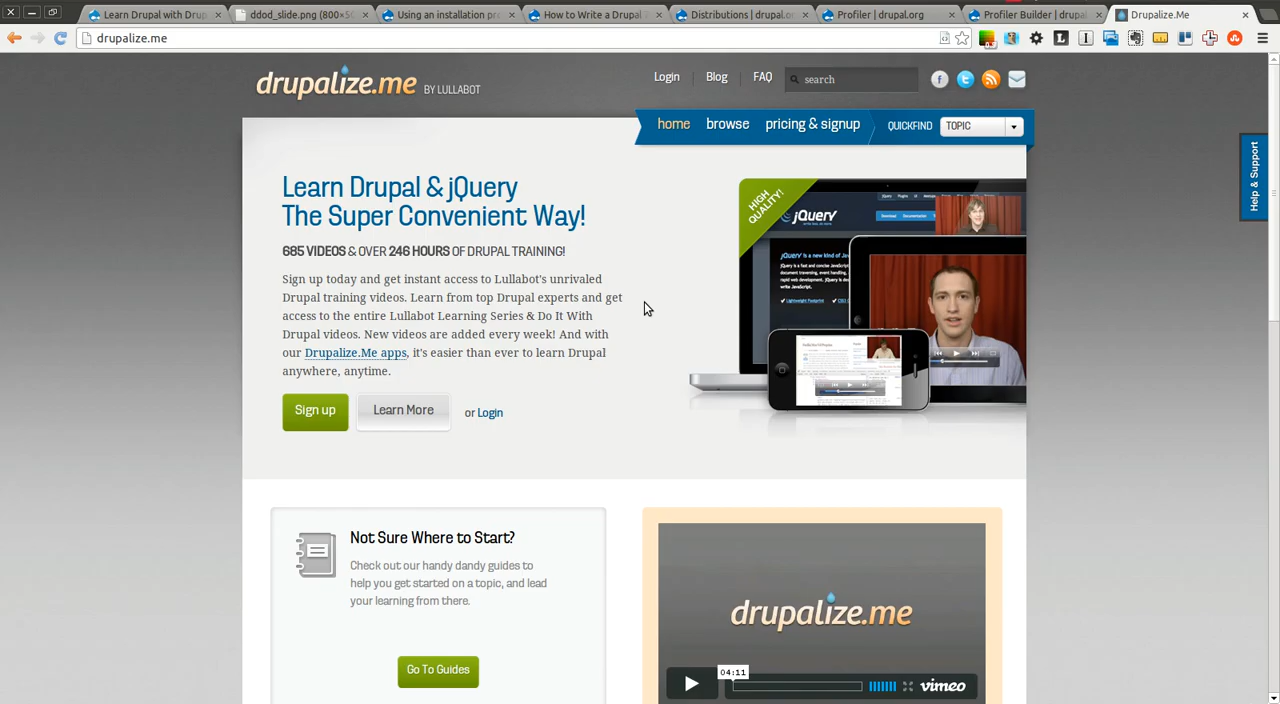 Learn Drupal with Drup
ddod_slide.png (800×50
Using an installation pr
How to Write a Drupal
Distributions | drupal.or
Profiler | drupal.org
Profiler Builder | drupal
Drupalize.Me
drupalize.me
drupalize.me BY LULLABOT
Login
Blog
FAQ
search
home
browse
pricing & signup
QUICKFIND
TOPIC
Help & Support
Learn Drupal & jQuery
The Super Convenient Way!
685 VIDEOS & OVER 246 HOURS OF DRUPAL TRAINING!
Sign up today and get instant access to Lullabot's unrivaled
Drupal training videos. Learn from top Drupal experts and get
access to the entire Lullabot Learning Series & Do It With
Drupal videos. New videos are added every week! And with
our Drupalize.Me apps, it's easier than ever to learn Drupal
anywhere, anytime.
Sign up
Learn More
or Login
HIGH
QUALITY!
jQuery
Not Sure Where to Start?
Check out our handy dandy guides to
help you get started on a topic, and lead
your learning from there.
Go To Guides
drupalize.me
04:11
vimeo